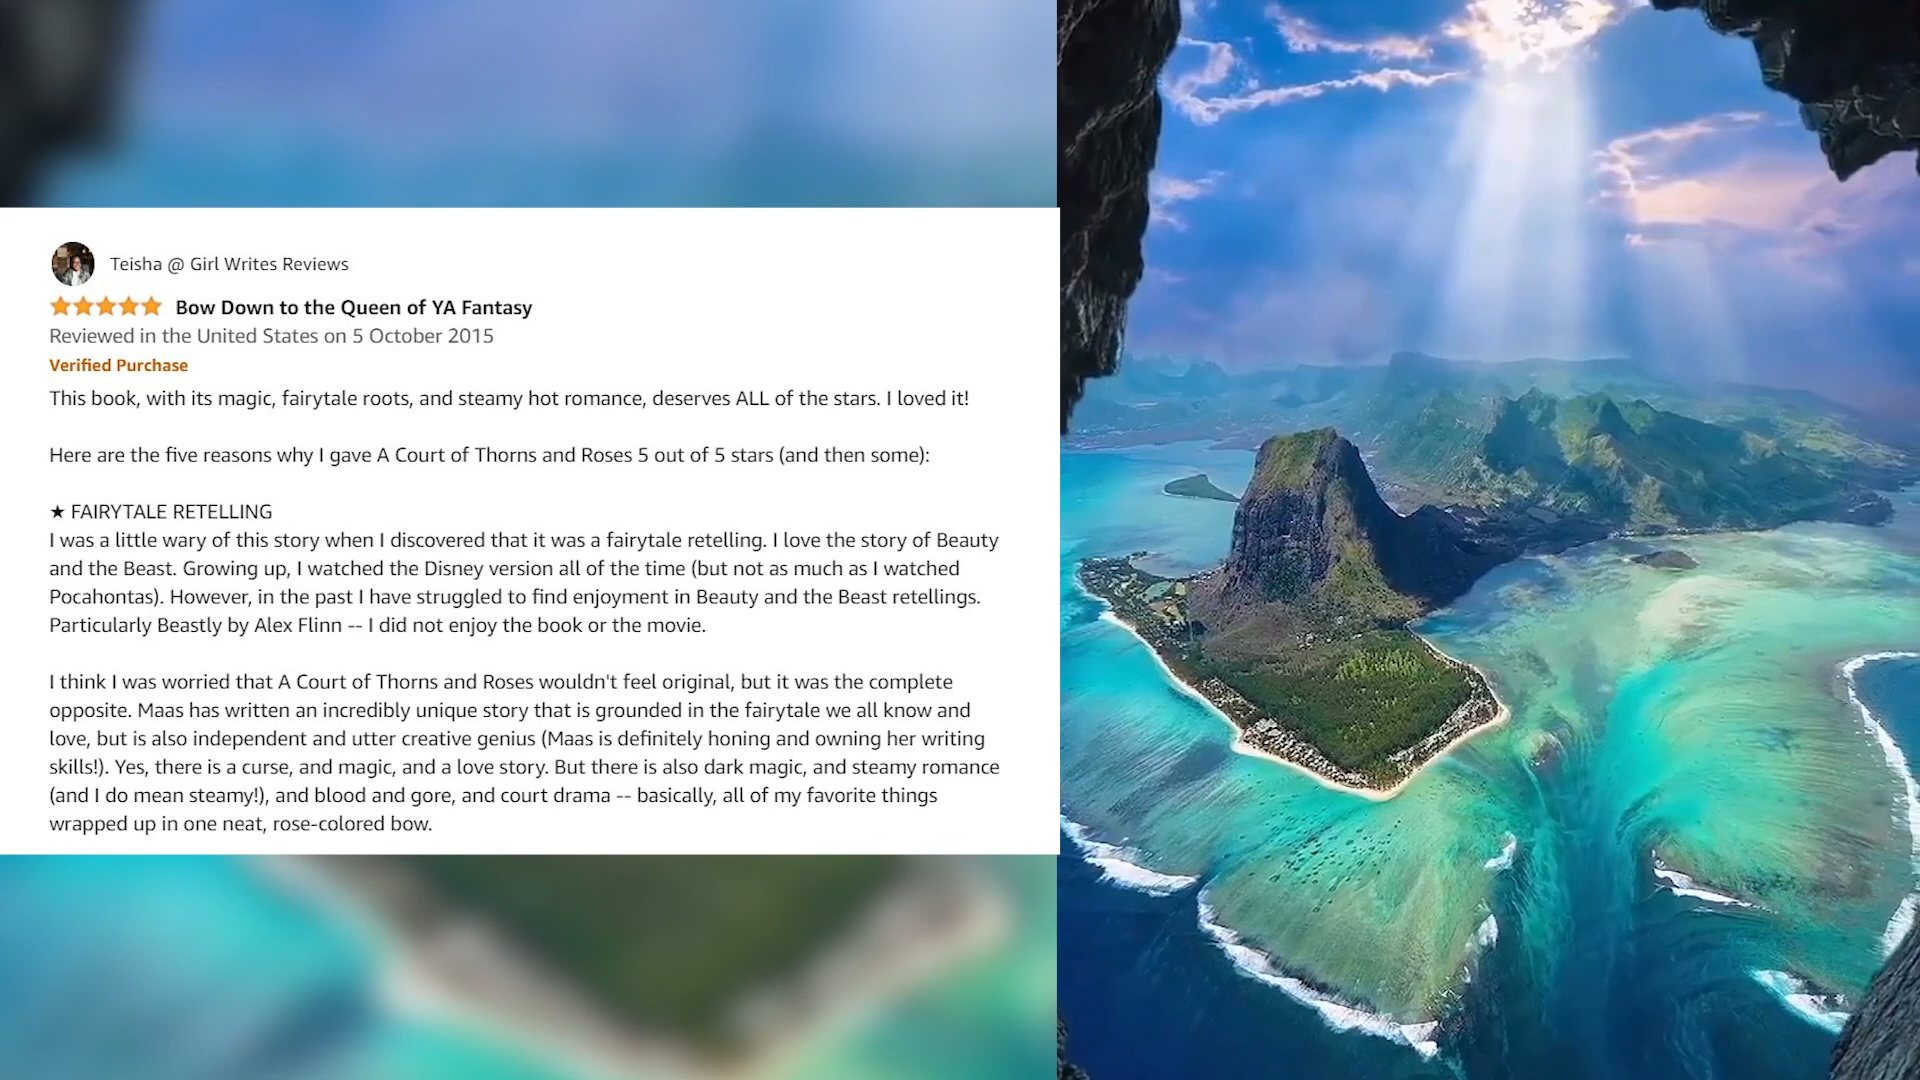 Teisha @ Girl Writes Reviews
Bow Down to the Queen of YA Fantasy
Reviewed in the United States on 5 October 2015
Verified Purchase
This book, with its magic, fairytale roots, and steamy hot romance, deserves ALL of the stars. I loved it!
Here are the five reasons why I gave A Court of Thorns and Roses 5 out of 5 stars (and then some):
★ FAIRYTALE RETELLING
I was a little wary of this story when I discovered that it was a fairytale retelling. I love the story of Beauty
and the Beast. Growing up, I watched the Disney version all of the time (but not as much as I watched
Pocahontas). However, in the past I have struggled to find enjoyment in Beauty and the Beast retellings.
Particularly Beastly by Alex Flinn -- I did not enjoy the book or the movie.
I think I was worried that A Court of Thorns and Roses wouldn't feel original, but it was the complete
opposite. Maas has written an incredibly unique story that is grounded in the fairytale we all know and
love, but is also independent and utter creative genius (Maas is definitely honing and owning her writing
skills!). Yes, there is a curse, and magic, and a love story. But there is also dark magic, and steamy romance
(and I do mean steamy!), and blood and gore, and court drama -- basically, all of my favorite things
wrapped up in one neat, rose-colored bow.